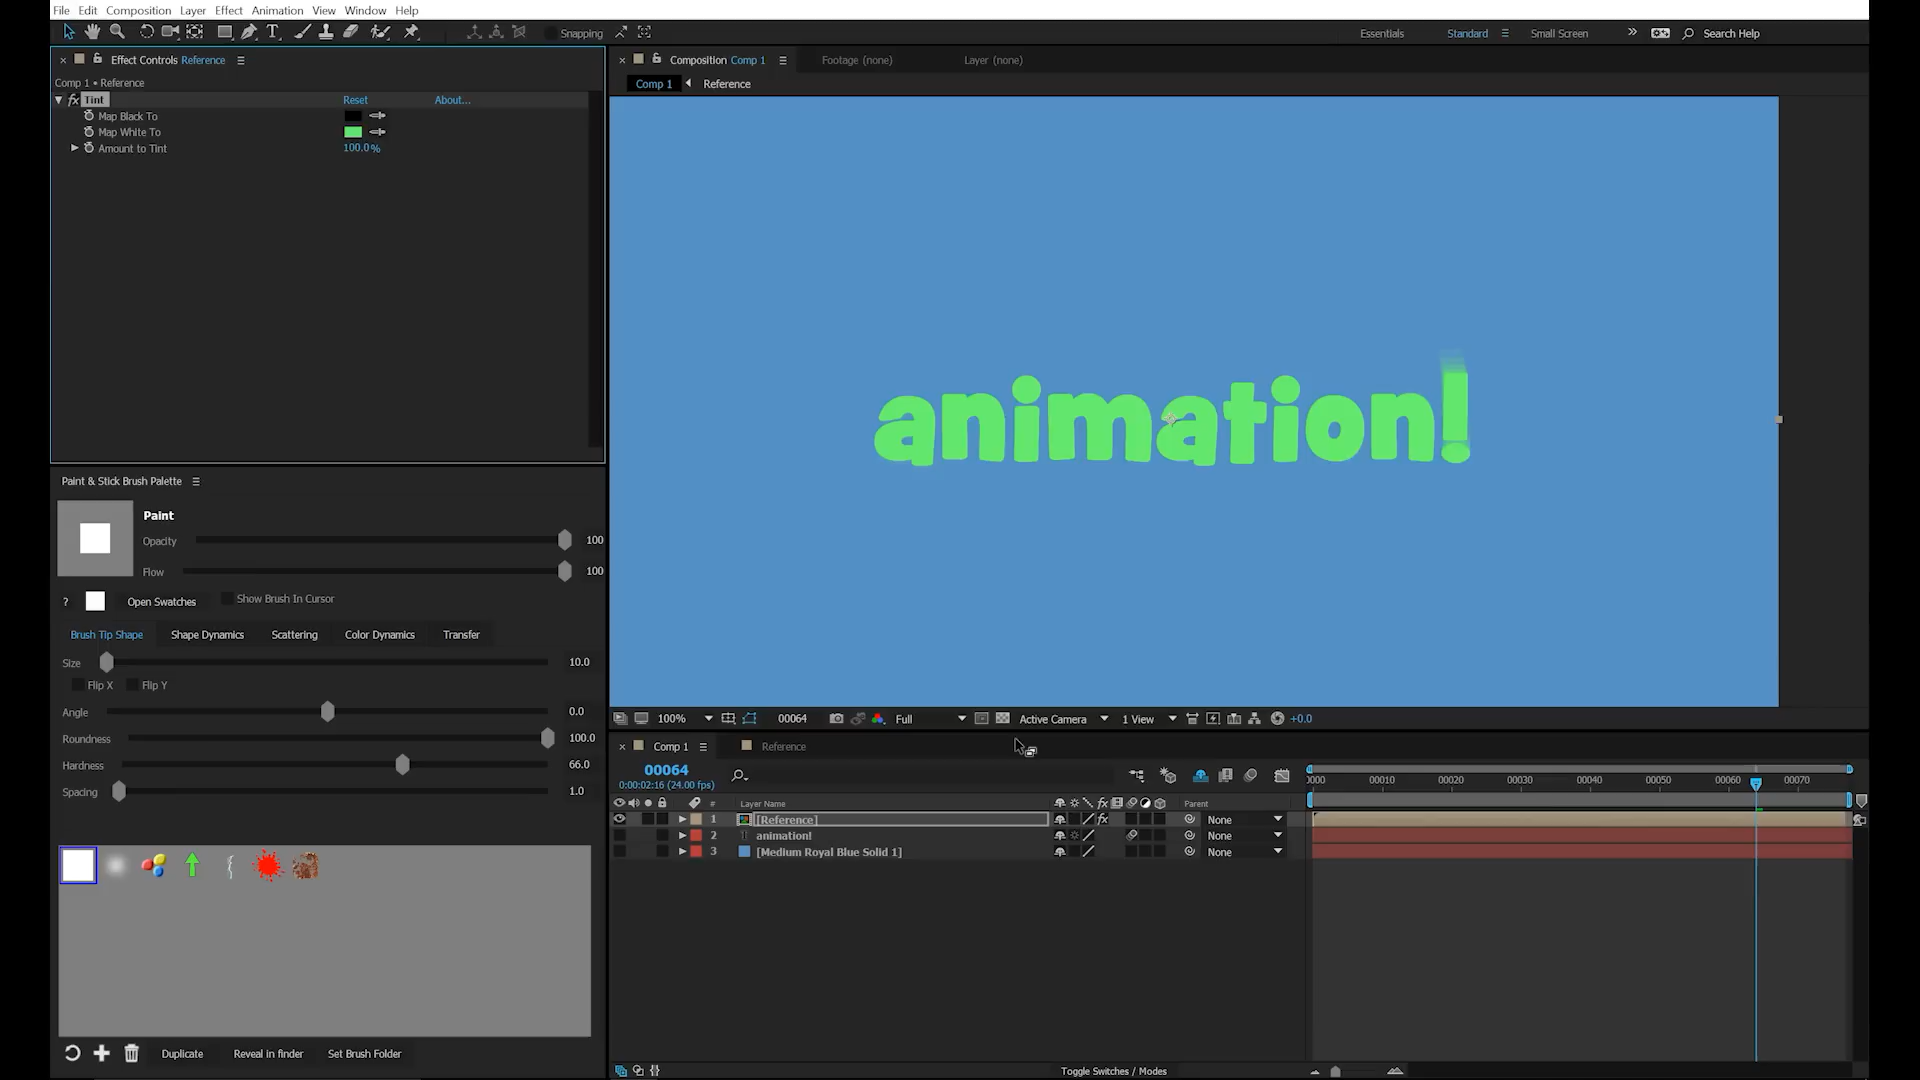 File Edit Composition Layer Effect Animation View Window Help
Snapping
Essentials Standard Small Screen Search Help
Effect Controls Reference
Composition Comp 1 Footage (none) Layer (none)
Comp 1 • Reference
Comp 1 Reference
fx Tint Reset About...
Map Black To
Map White To
Amount to Tint 100.0%
animation!
Paint & Stick Brush Palette
Paint
Opacity 100
Flow 100
? Open Swatches Show Brush In Cursor
Brush Tip Shape Shape Dynamics Scattering Color Dynamics Transfer
Size 10.0
Flip X Flip Y
Angle 0.0
Roundness 100.0
Hardness 66.0
Spacing 1.0
Duplicate Reveal in finder Set Brush Folder
100% 00064 Full Active Camera 1 View +0.0
Comp 1 Reference
00064
0:00:02:16 (24.00 fps)
0000 00010 00020 00030 00040 00050 00060 00070
# Layer Name fx Parent
1 [Reference] fx None
2 T animation! None
3 [Medium Royal Blue Solid 1] None
Toggle Switches / Modes